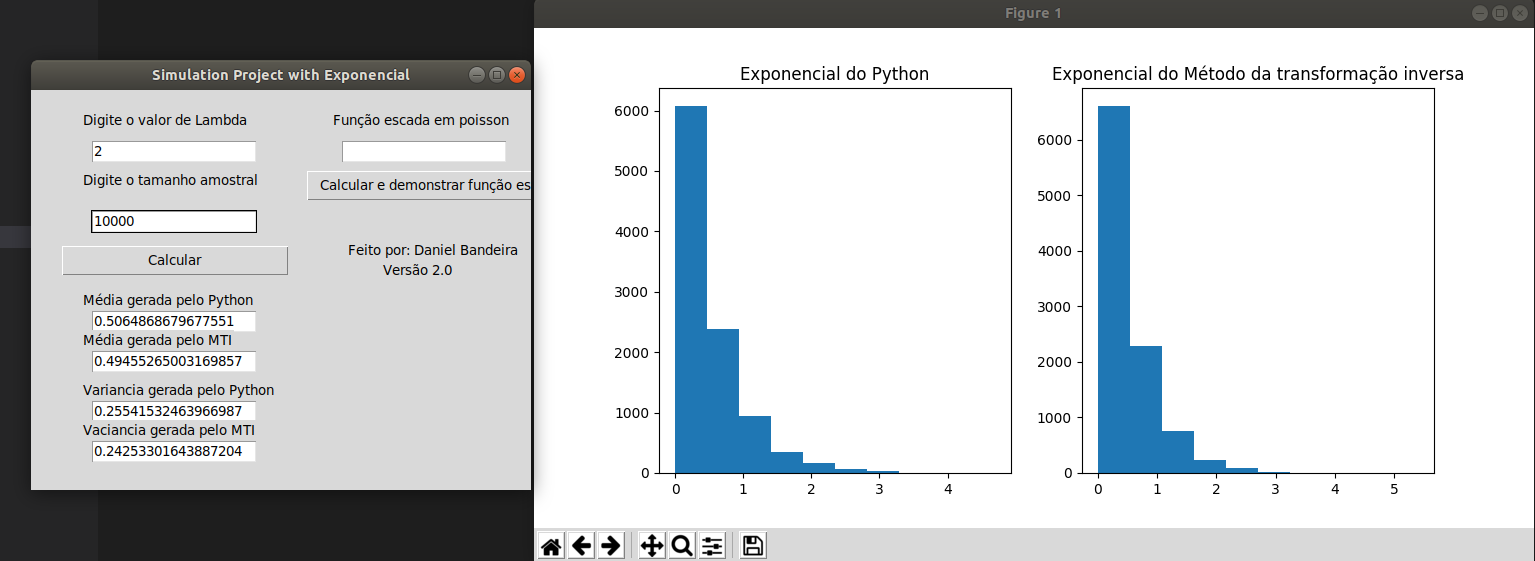 Simulation Project with Exponencial
Digite o valor de Lambda
2
Digite o tamanho amostral
10000
Calcular
Média gerada pelo Python
0.5064868679677551
Média gerada pelo MTI
0.49455265003169857
Variancia gerada pelo Python
0.25541532463966987
Vaciancia gerada pelo MTI
0.24253301643887204
Função escada em poisson
Calcular e demonstrar função es
Feito por: Daniel Bandeira
Versão 2.0
Figure 1
Exponencial do Python
6000
5000
4000
3000
2000
1000
0
0 1 2 3 4
Exponencial do Método da transformação inversa
6000
5000
4000
3000
2000
1000
0
0 1 2 3 4 5